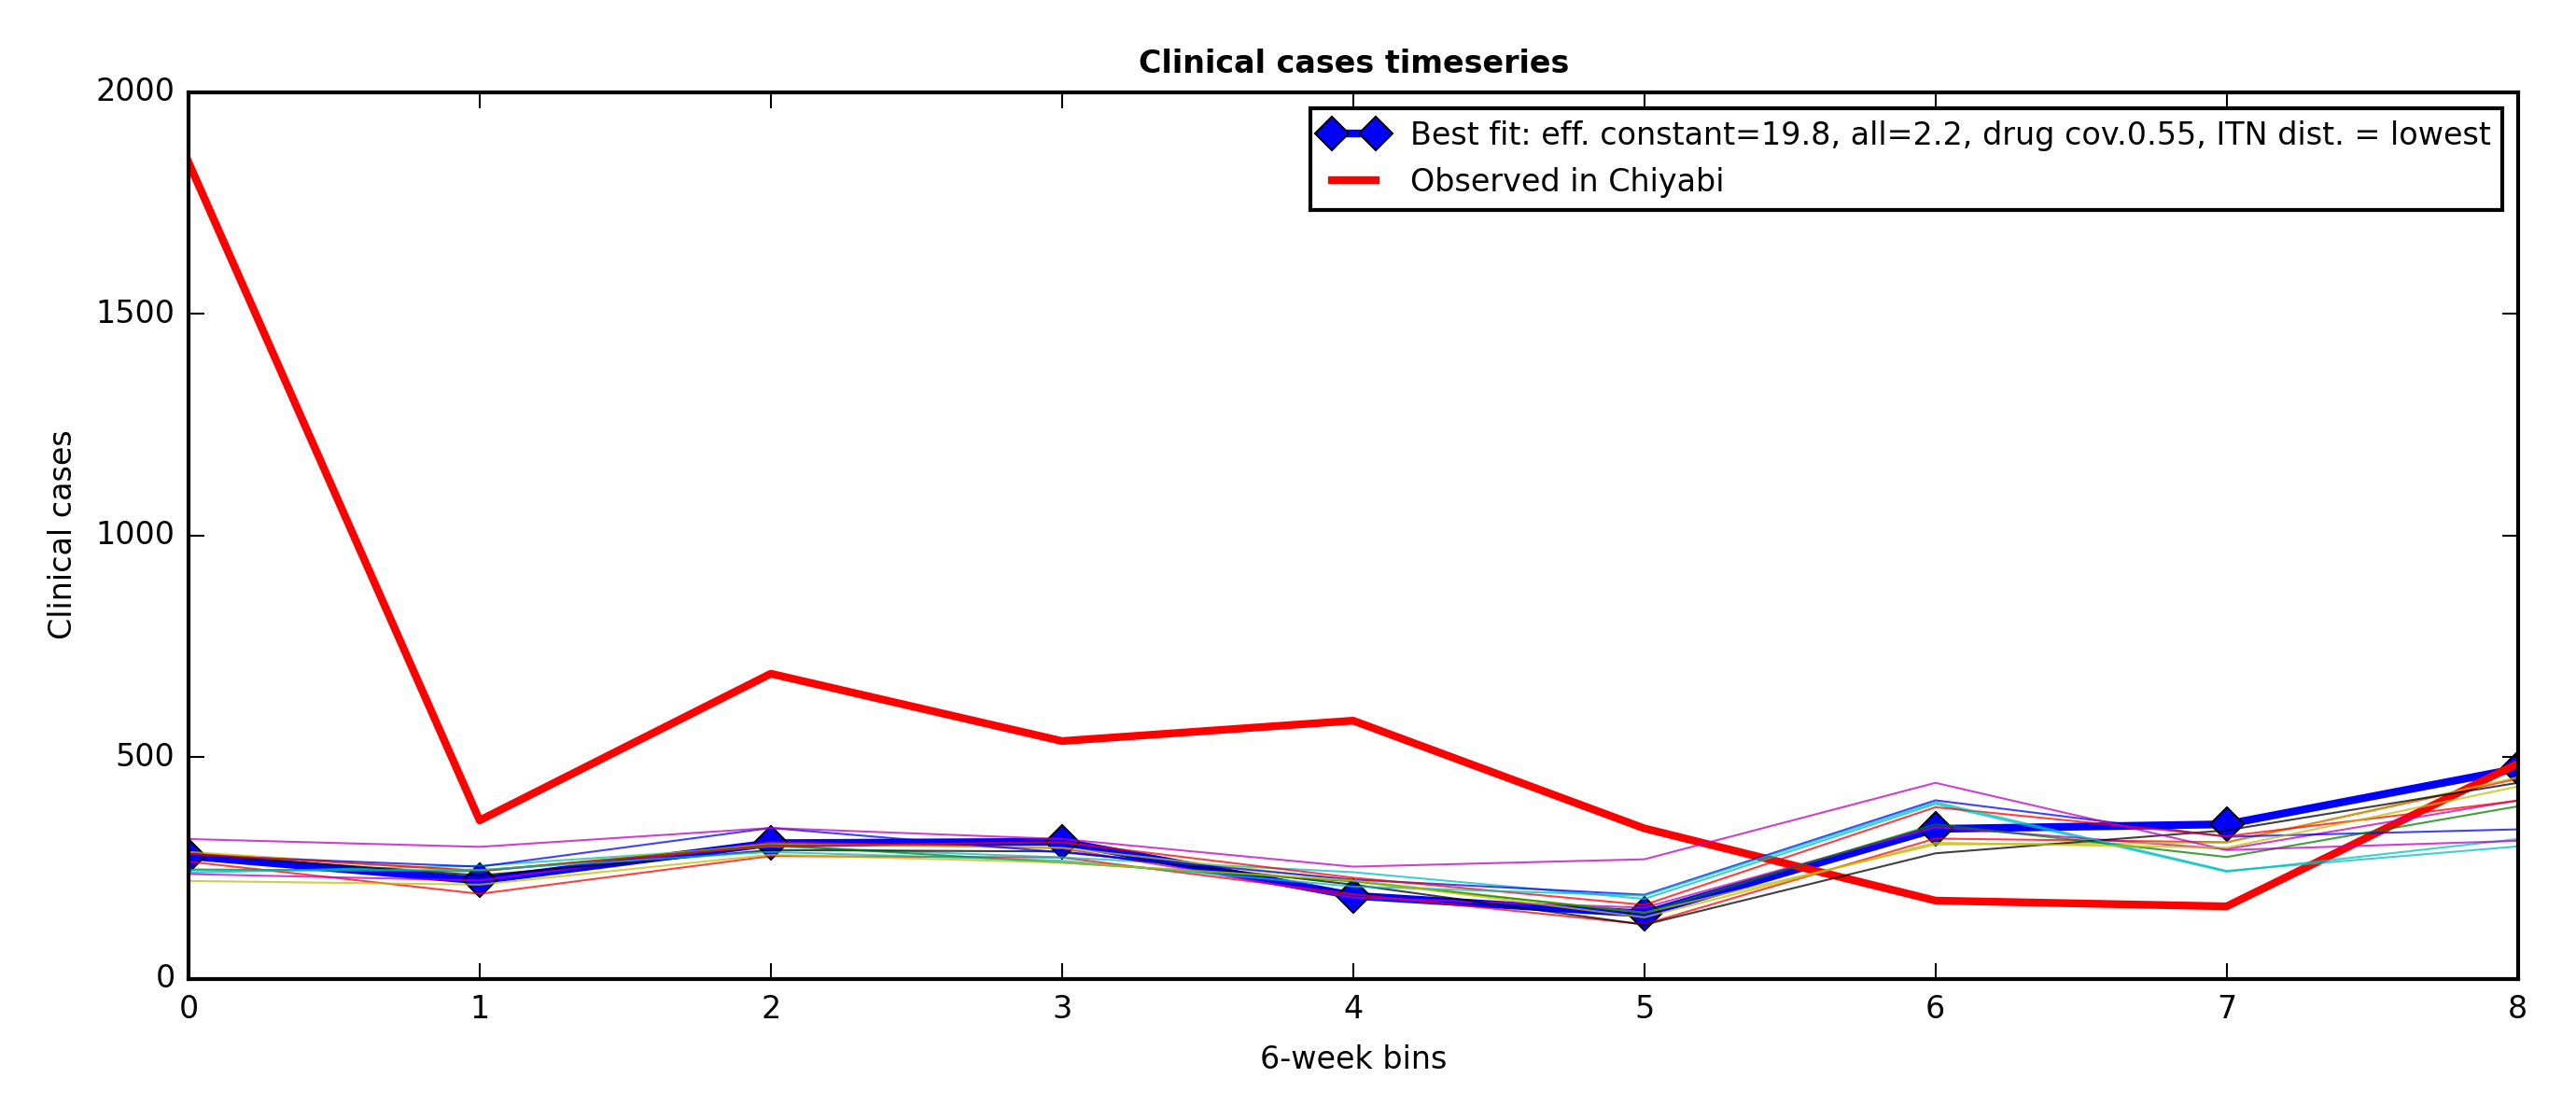 Clinical cases timeseries
2000
1500
1000
500
0
Clinical cases
Best fit: eff. constant=19.8, all=2.2, drug cov.0.55, ITN dist. = lowest
Observed in Chiyabi
0 1 2 3 4 5 6 7 8
6-week bins